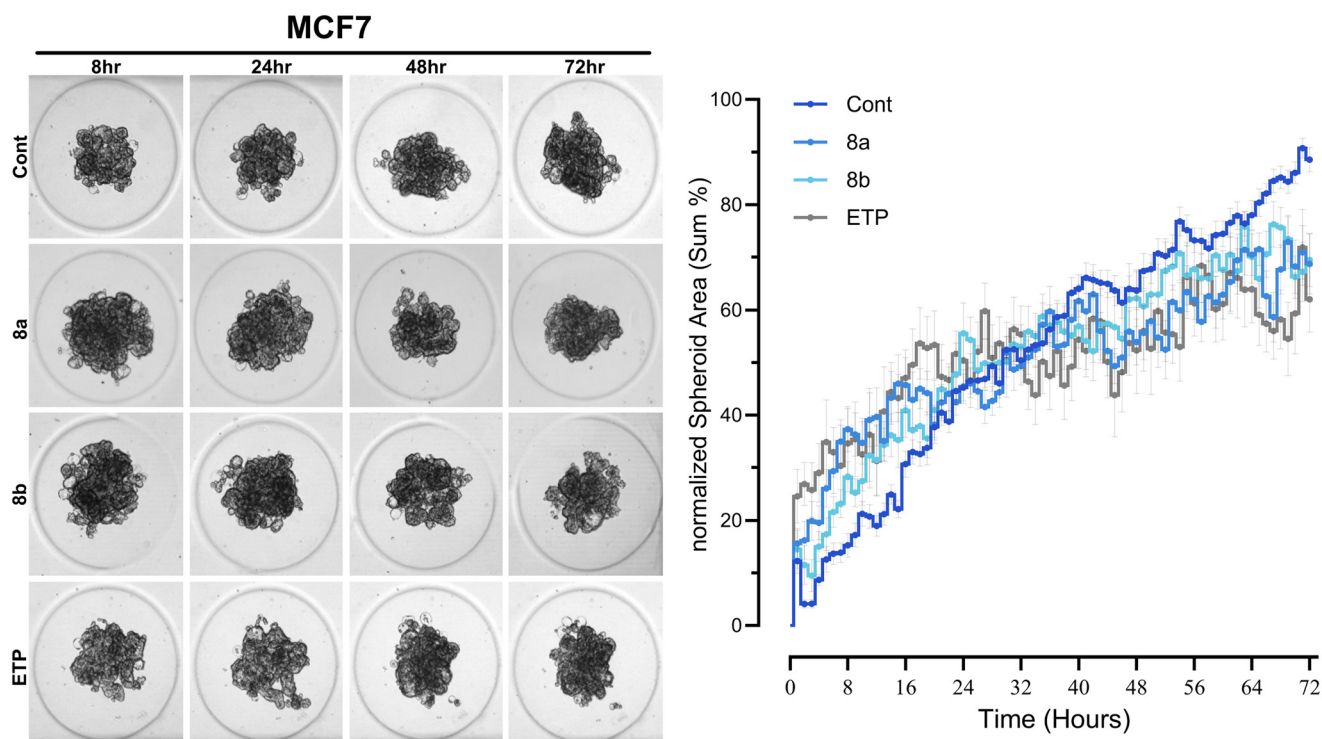 MCF7
8hr 24hr 48hr 72hr
Cont
8a
8b
ETP
normalized Spheroid Area (Sum %)
100
80
60
40
20
0
Cont
8a
8b
ETP
0 8 16 24 32 40 48 56 64 72
Time (Hours)